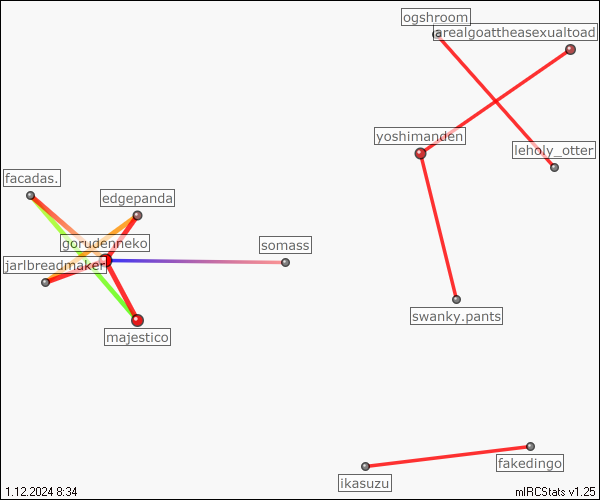 ogshroom
arealgoattheasexualtoad
yoshimanden
leholy_otter
facadas.
edgepanda
gorudenneko
somass
jarlbreadmaker
swanky.pants
majestico
fakedingo
ikasuzu
1.12.2024 8:34
mIRCStats v1.25